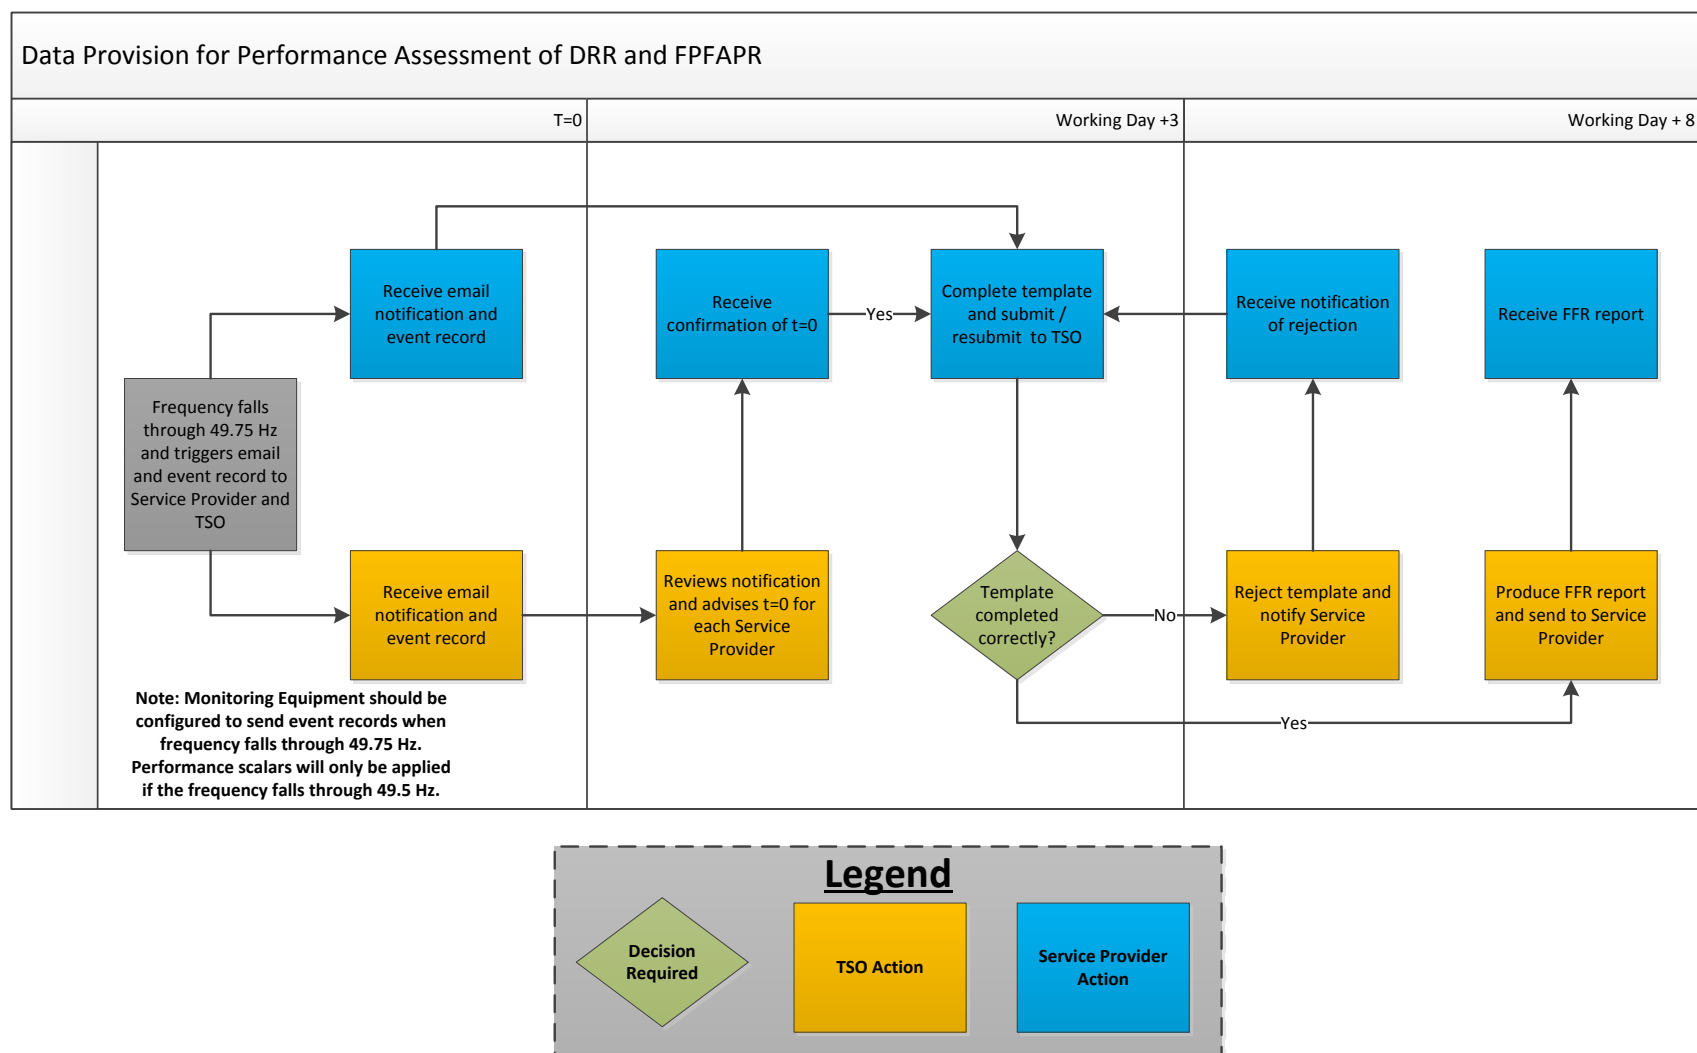 Data Provision for Performance Assessment of DRR and FPFAPR
T=0
Working Day +3
Working Day + 8
Frequency falls
through 49.75 Hz
and triggers email
and event record to
Service Provider and
TSO
Receive email
notification and
event record
Receive email
notification and
event record
Note: Monitoring Equipment should be
configured to send event records when
frequency falls through 49.75 Hz.
Performance scalars will only be applied
if the frequency falls through 49.5 Hz.
Receive
confirmation of t=0
Yes
Reviews notification
and advises t=0 for
each Service
Provider
Complete template
and submit /
resubmit to TSO
Template
completed
correctly?
No
Yes
Receive notification
of rejection
Reject template and
notify Service
Provider
Receive FFR report
Produce FFR report
and send to Service
Provider
Legend
Decision
Required
TSO Action
Service Provider
Action